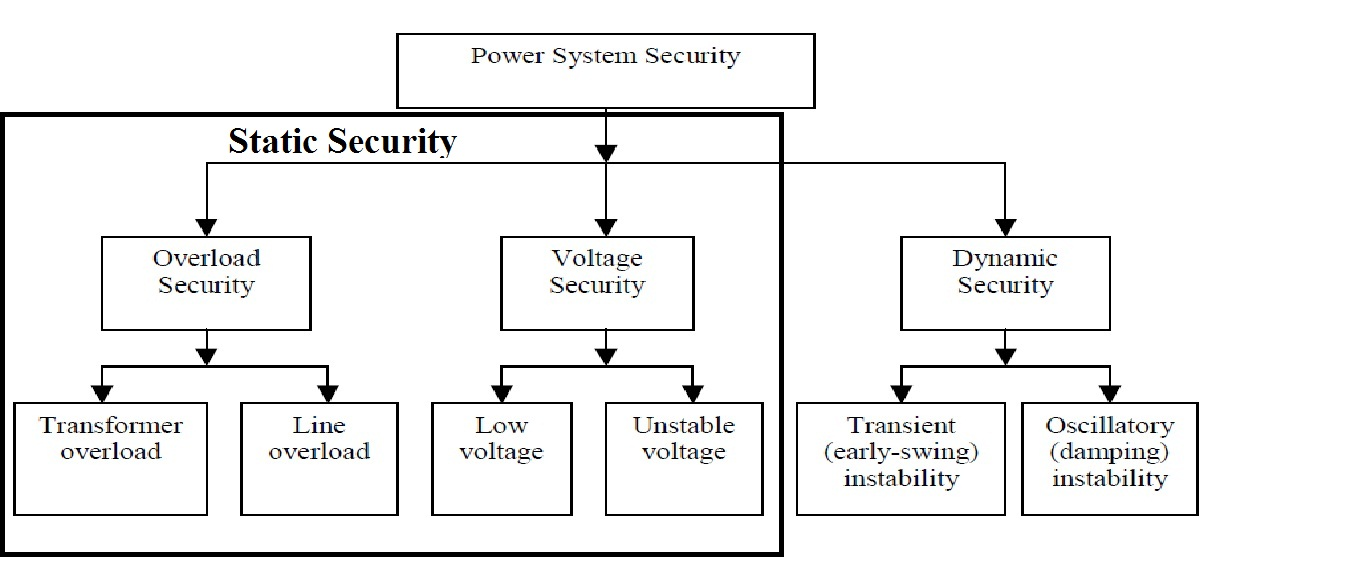 Power System Security
Static Security
Overload
Security
Voltage
Security
Dynamic
Security
Transformer
overload
Line
overload
Low
voltage
Unstable
voltage
Transient
(early-swing)
instability
Oscillatory
(damping)
instability